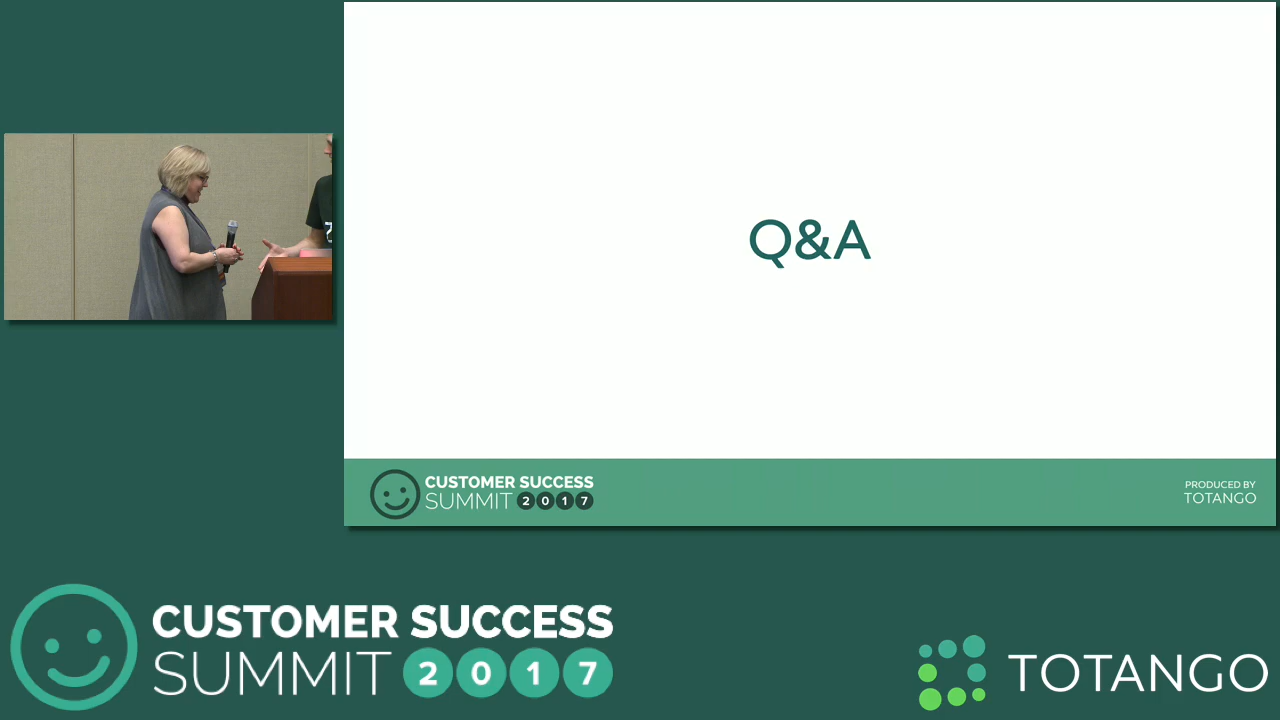 Q&A
CUSTOMER SUCCESS
SUMMIT 2017
PRODUCED BY
TOTANGO
CUSTOMER SUCCESS
SUMMIT 2017
TOTANGO